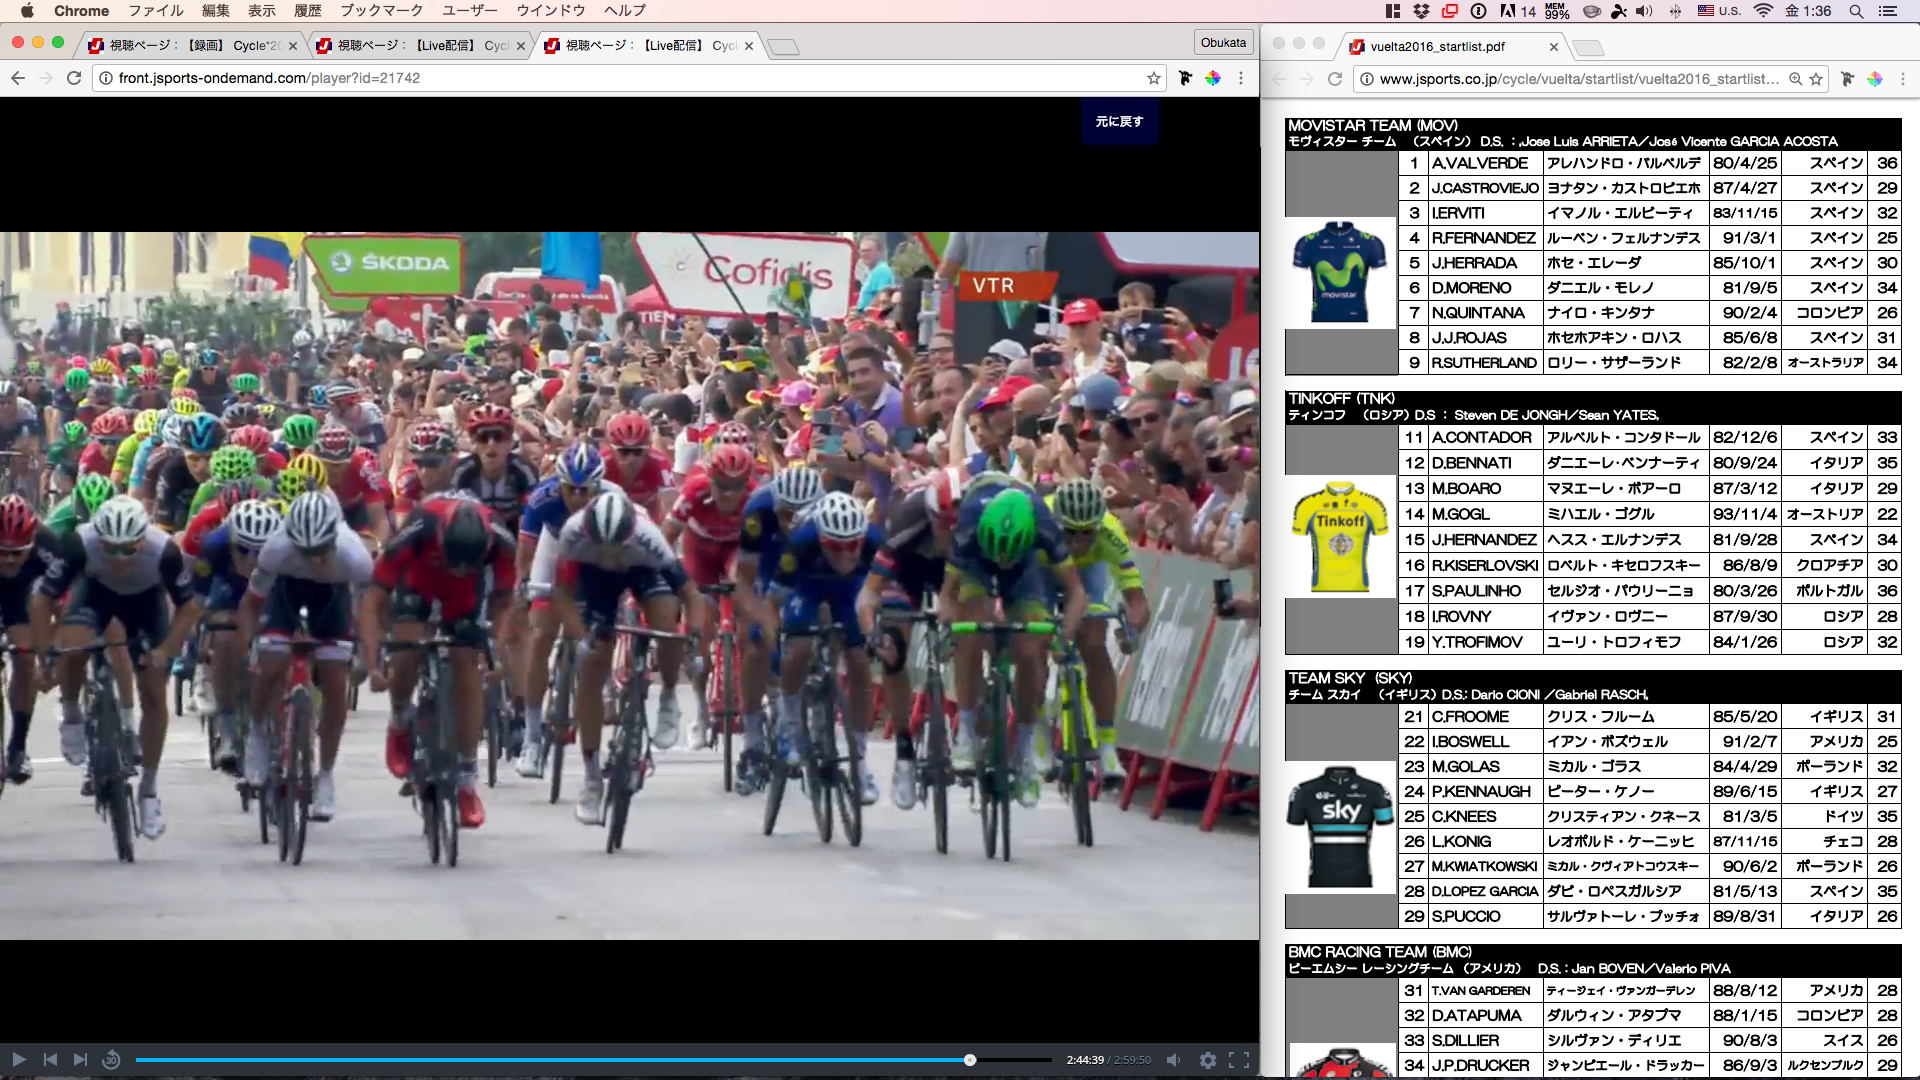 Chrome ファイル 編集 表示 履歴 ブックマーク ユーザー ウインドウ ヘルプ
14 MEM 99% U.S. 金 1:36
視聴ページ：【録画】 Cycle*20
視聴ページ：【Live配信】 Cycl
視聴ページ：【Live配信】 Cycl
Obukata
front.jsports-ondemand.com/player?id=21742
元に戻す
ŠKODA
Cofidis
VTR
Tinkoff
2:44:39 / 2:59:50
30
vuelta2016_startlist.pdf
www.jsports.co.jp/cycle/vuelta/startlist/vuelta2016_startlist...
MOVISTAR TEAM (MOV)
モヴィスター チーム （スペイン） D.S. ：,Jose Luis ARRIETA／José Vicente GARCIA ACOSTA
1 A.VALVERDE アレハンドロ・バルベルデ 80/4/25 スペイン 36
2 J.CASTROVIEJO ヨナタン・カストロビエホ 87/4/27 スペイン 29
3 I.ERVITI イマノル・エルビーティ 83/11/15 スペイン 32
4 R.FERNANDEZ ルーベン・フェルナンデス 91/3/1 スペイン 25
5 J.HERRADA ホセ・エレーダ 85/10/1 スペイン 30
6 D.MORENO ダニエル・モレノ 81/9/5 スペイン 34
7 N.QUINTANA ナイロ・キンタナ 90/2/4 コロンビア 26
8 J.J.ROJAS ホセホアキン・ロハス 85/6/8 スペイン 31
9 R.SUTHERLAND ロリー・サザーランド 82/2/8 オーストラリア 34
movistar
TINKOFF (TNK)
ティンコフ （ロシア）D.S ： Steven DE JONGH／Sean YATES,
11 A.CONTADOR アルベルト・コンタドール 82/12/6 スペイン 33
12 D.BENNATI ダニエーレ・ベンナーティ 80/9/24 イタリア 35
13 M.BOARO マヌエーレ・ボアーロ 87/3/12 イタリア 29
14 M.GOGL ミハエル・ゴグル 93/11/4 オーストリア 22
15 J.HERNANDEZ ヘスス・エルナンデス 81/9/28 スペイン 34
16 R.KISERLOVSKI ロベルト・キセロフスキー 86/8/9 クロアチア 30
17 S.PAULINHO セルジオ・パウリーニョ 80/3/26 ポルトガル 36
18 I.ROVNY イヴァン・ロヴニー 87/9/30 ロシア 28
19 Y.TROFIMOV ユーリ・トロフィモフ 84/1/26 ロシア 32
TEAM SKY (SKY)
チーム スカイ （イギリス）D.S.: Dario CIONI ／Gabriel RASCH,
21 C.FROOME クリス・フルーム 85/5/20 イギリス 31
22 I.BOSWELL イアン・ボズウェル 91/2/7 アメリカ 25
23 M.GOLAS ミカル・ゴラス 84/4/29 ポーランド 32
24 P.KENNAUGH ピーター・ケノー 89/6/15 イギリス 27
25 C.KNEES クリスティアン・クネース 81/3/5 ドイツ 35
26 L.KONIG レオポルド・ケーニッヒ 87/11/15 チェコ 28
27 M.KWIATKOWSKI ミカル・クヴィアトコウスキー 90/6/2 ポーランド 26
28 D.LOPEZ GARCIA ダビ・ロペスガルシア 81/5/13 スペイン 35
29 S.PUCCIO サルヴァトーレ・プッチォ 89/8/31 イタリア 26
sky
BMC RACING TEAM (BMC)
ビーエムシー レーシングチーム （アメリカ） D.S. : Jan BOVEN／Valerio PIVA
31 T.VAN GARDEREN ティージェイ・ヴァンガーデレン 88/8/12 アメリカ 28
32 D.ATAPUMA ダルウィン・アタプマ 88/1/15 コロンビア 28
33 S.DILLIER シルヴァン・ディリエ 90/8/3 スイス 26
34 J.P.DRUCKER ジャンピエール・ドラッカー 86/9/3 ルクセンブルク 29